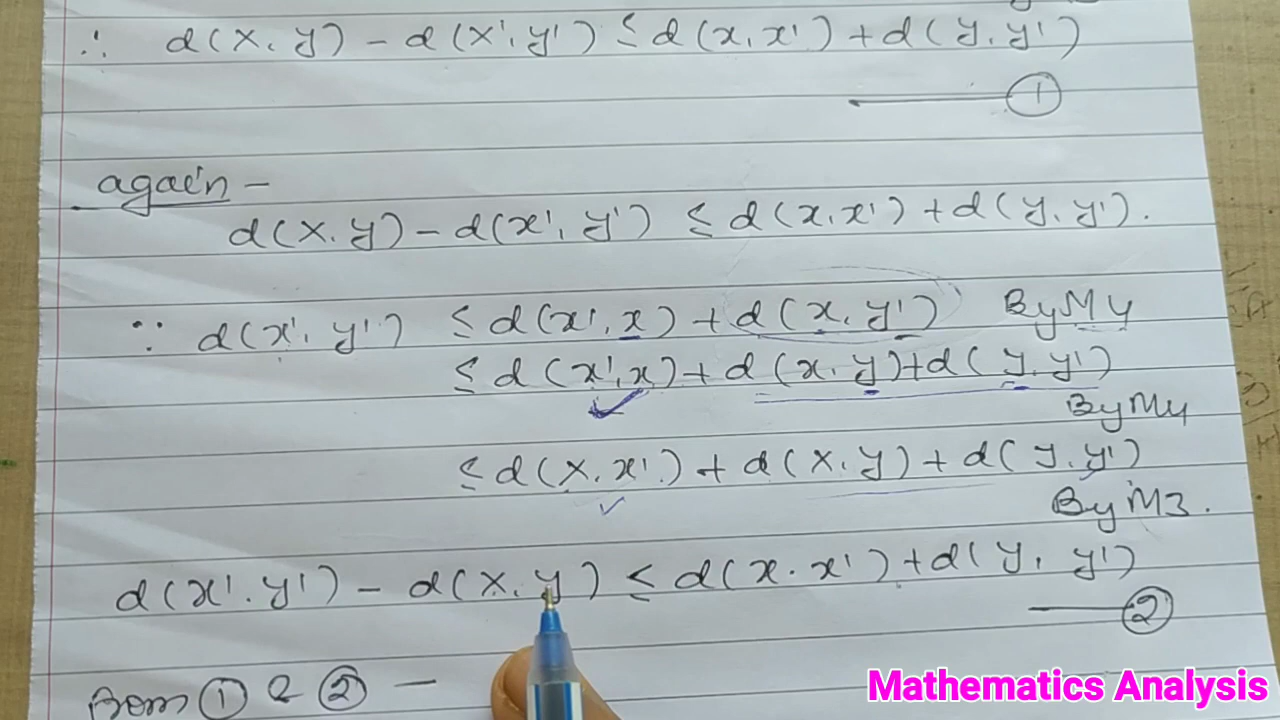 ∴ d(x, y) - d(x', y') ≤ d(x, x') + d(y, y')
①
again -
d(x, y) - d(x', y') ≤ d(x, x') + d(y, y').
∵ d(x', y') ≤ d(x', x) + d(x, y') By M4
≤ d(x', x) + d(x, y) + d(y, y')
By M4
≤ d(x, x') + d(x, y) + d(y, y')
By M3.
d(x', y') - d(x, y) ≤ d(x, x') + d(y, y')
②
from ① & ② -
Mathematics Analysis